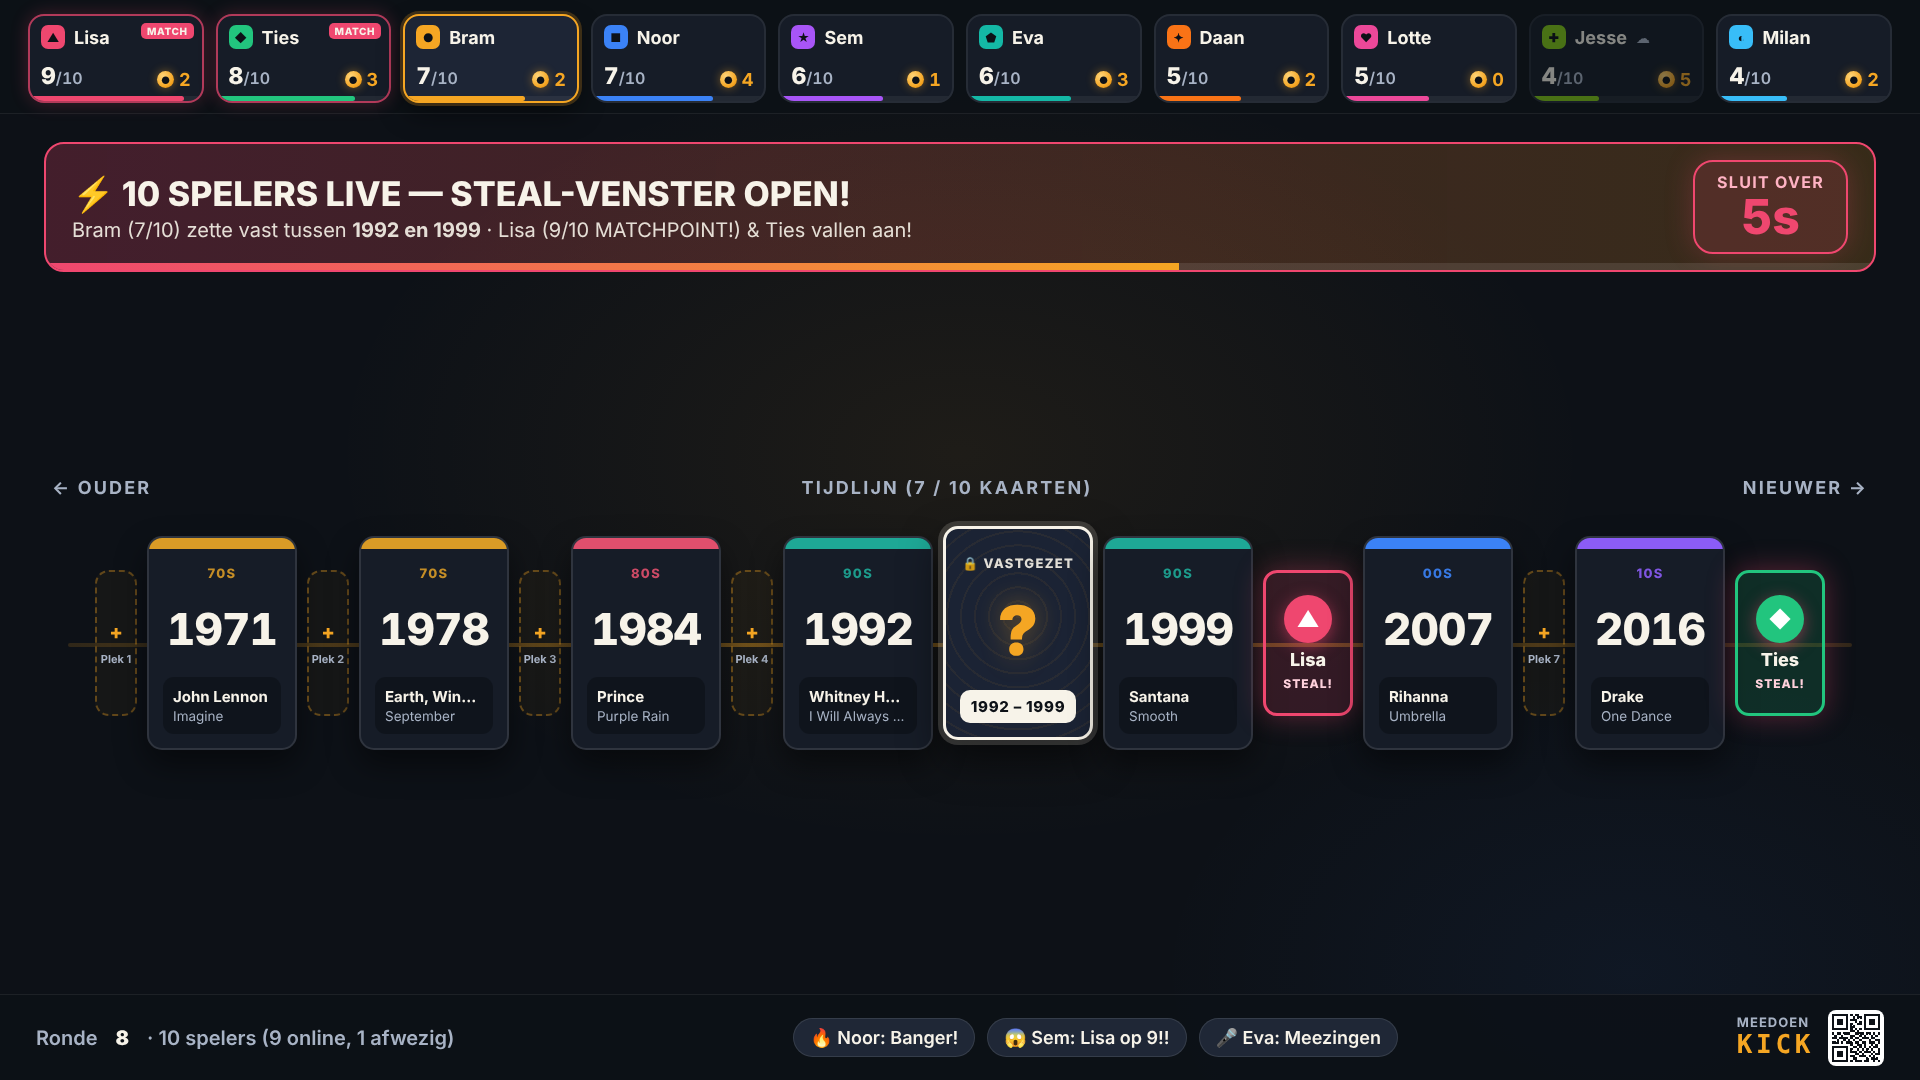 Lisa MATCH
9/10 2
Ties MATCH
8/10 3
Bram
7/10 2
Noor
7/10 4
Sem
6/10 1
Eva
6/10 3
Daan
5/10 2
Lotte
5/10 0
Jesse
4/10 5
Milan
4/10 2
⚡ 10 SPELERS LIVE — STEAL-VENSTER OPEN!
Bram (7/10) zette vast tussen 1992 en 1999 · Lisa (9/10 MATCHPOINT!) & Ties vallen aan!
SLUIT OVER
5s
← OUDER
TIJDLIJN (7 / 10 KAARTEN)
NIEUWER →
+
Plek 1
70S
1971
John Lennon
Imagine
+
Plek 2
70S
1978
Earth, Win...
September
+
Plek 3
80S
1984
Prince
Purple Rain
+
Plek 4
90S
1992
Whitney H...
I Will Always ...
🔒 VASTGEZET
?
1992 – 1999
90S
1999
Santana
Smooth
Lisa
STEAL!
00S
2007
Rihanna
Umbrella
+
Plek 7
10S
2016
Drake
One Dance
Ties
STEAL!
Ronde 8 · 10 spelers (9 online, 1 afwezig)
🔥 Noor: Banger!
😱 Sem: Lisa op 9!!
🎤 Eva: Meezingen
MEEDOEN
KICK